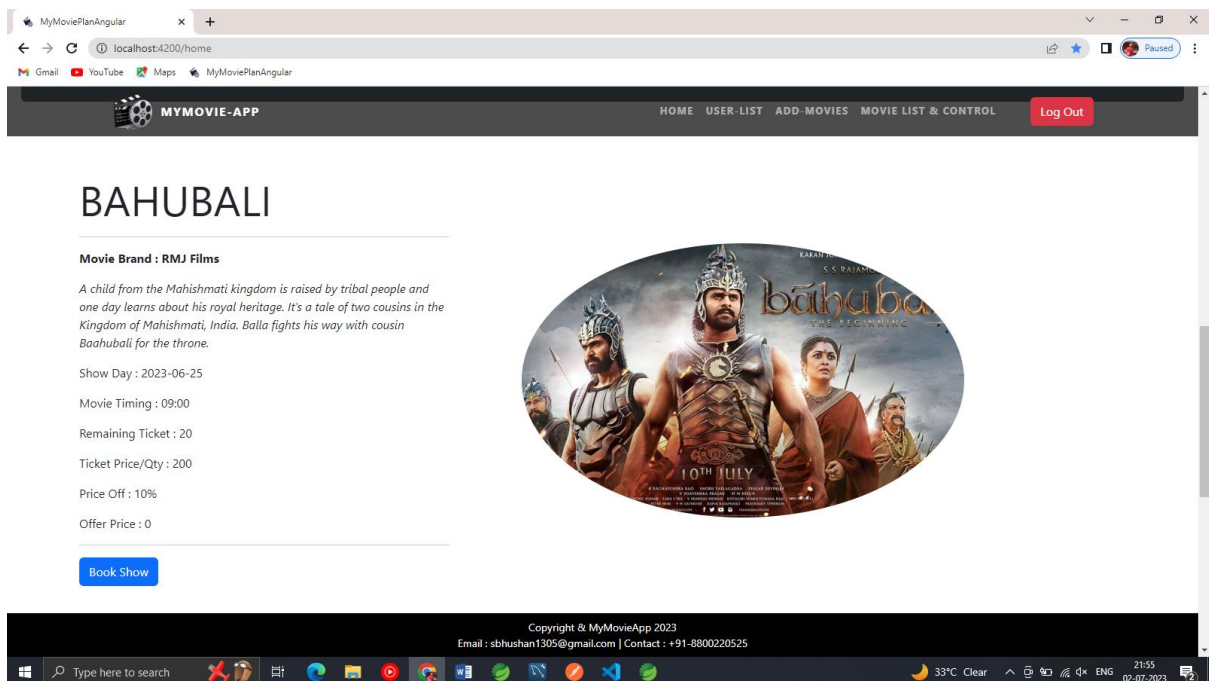 MyMoviePlanAngular
localhost:4200/home
Paused
Gmail YouTube Maps MyMoviePlanAngular
MYMOVIE-APP HOME USER-LIST ADD-MOVIES MOVIE LIST & CONTROL Log Out
BAHUBALI
Movie Brand : RMJ Films
A child from the Mahishmati kingdom is raised by tribal people and
one day learns about his royal heritage. It's a tale of two cousins in the
Kingdom of Mahishmati, India. Balla fights his way with cousin
Baahubali for the throne.
Show Day : 2023-06-25
Movie Timing : 09:00
Remaining Ticket : 20
Ticket Price/Qty : 200
Price Off : 10%
Offer Price : 0
Book Show
KARAN
S.S.RAJAM
bāhuba
THE BEGINNING
10TH JULY
Copyright & MyMovieApp 2023
Email : sbhushan1305@gmail.com | Contact : +91-8800220525
Type here to search
33°C Clear ENG 21:55
02-07-2023